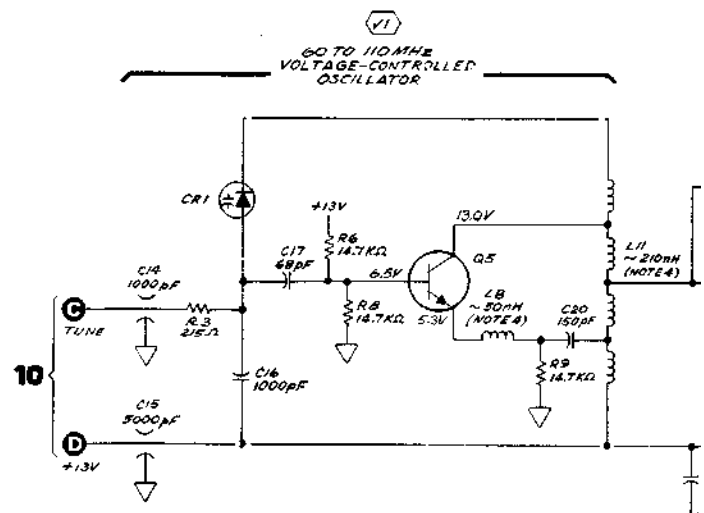 V1
60 TO 110 MHz
VOLTAGE-CONTROLLED
OSCILLATOR
CR1
+13V
13.0V
C17
68pF
R6
14.7KΩ
Q5
L11
~210nH
(NOTE 4)
6.5V
C14
1000pF
L8
~50nH
(NOTE 4)
C20
150pF
R8
14.7KΩ
5.3V
C
TUNE
R3
215Ω
R9
14.7KΩ
10
C16
1000pF
C15
5000pF
D
+13V